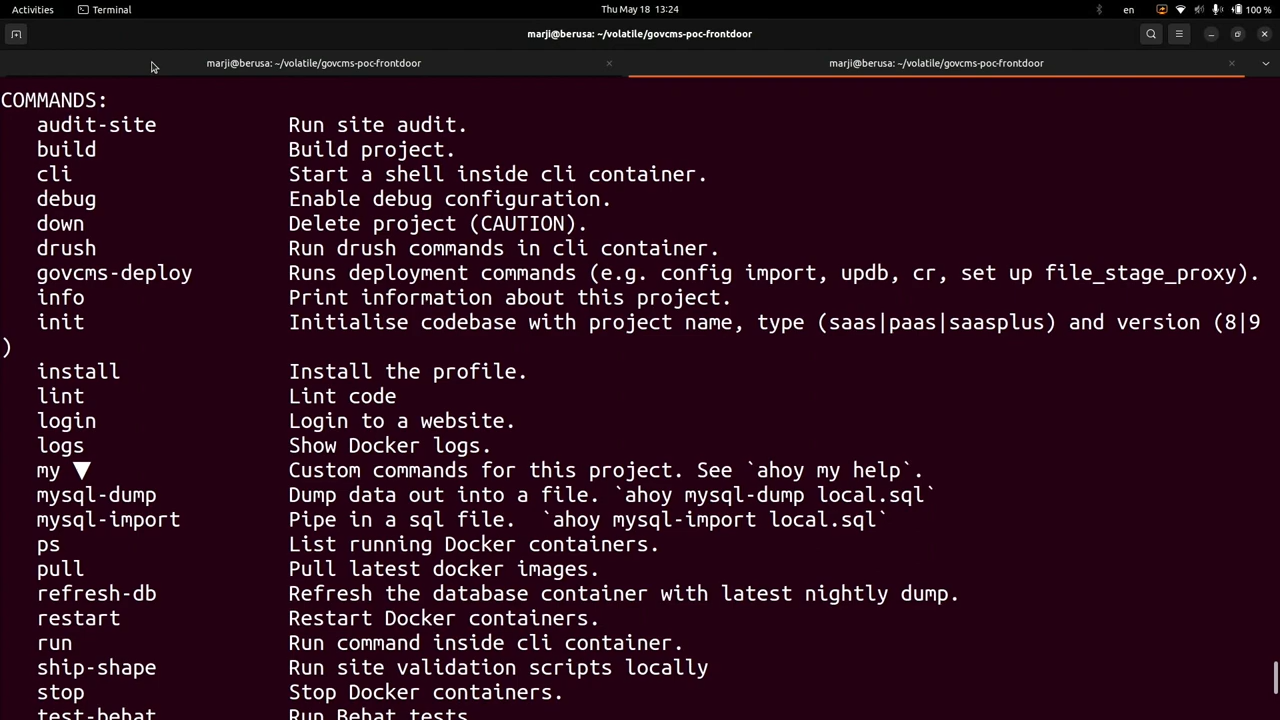 Activities Terminal Thu May 18 13:24 en 100 %
marji@berusa: ~/volatile/govcms-poc-frontdoor
marji@berusa: ~/volatile/govcms-poc-frontdoor × marji@berusa: ~/volatile/govcms-poc-frontdoor ×
COMMANDS:
audit-site Run site audit.
build Build project.
cli Start a shell inside cli container.
debug Enable debug configuration.
down Delete project (CAUTION).
drush Run drush commands in cli container.
govcms-deploy Runs deployment commands (e.g. config import, updb, cr, set up file_stage_proxy).
info Print information about this project.
init Initialise codebase with project name, type (saas|paas|saasplus) and version (8|9
)
install Install the profile.
lint Lint code
login Login to a website.
logs Show Docker logs.
my ▼ Custom commands for this project. See `ahoy my help`.
mysql-dump Dump data out into a file. `ahoy mysql-dump local.sql`
mysql-import Pipe in a sql file. `ahoy mysql-import local.sql`
ps List running Docker containers.
pull Pull latest docker images.
refresh-db Refresh the database container with latest nightly dump.
restart Restart Docker containers.
run Run command inside cli container.
ship-shape Run site validation scripts locally
stop Stop Docker containers.
test-behat Run Behat tests.